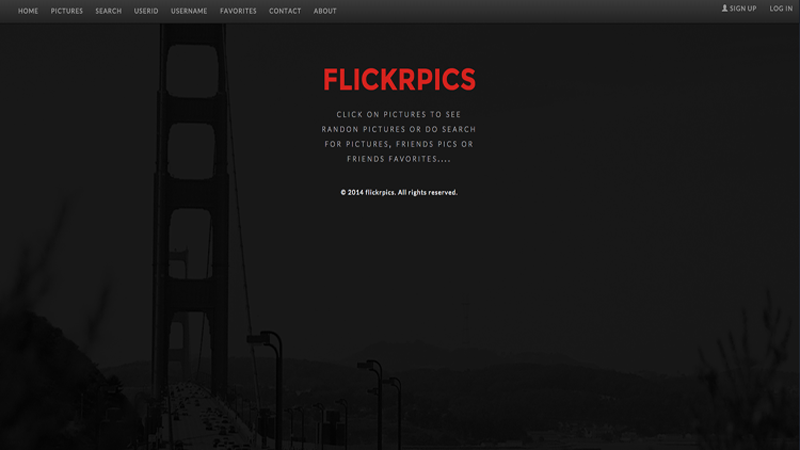 HOME PICTURES SEARCH USERID USERNAME FAVORITES CONTACT ABOUT SIGN UP LOG IN
FLICKRPICS
CLICK ON PICTURES TO SEE
RANDON PICTURES OR DO SEARCH
FOR PICTURES, FRIENDS PICS OR
FRIENDS FAVORITES....
© 2014 flickrpics. All rights reserved.